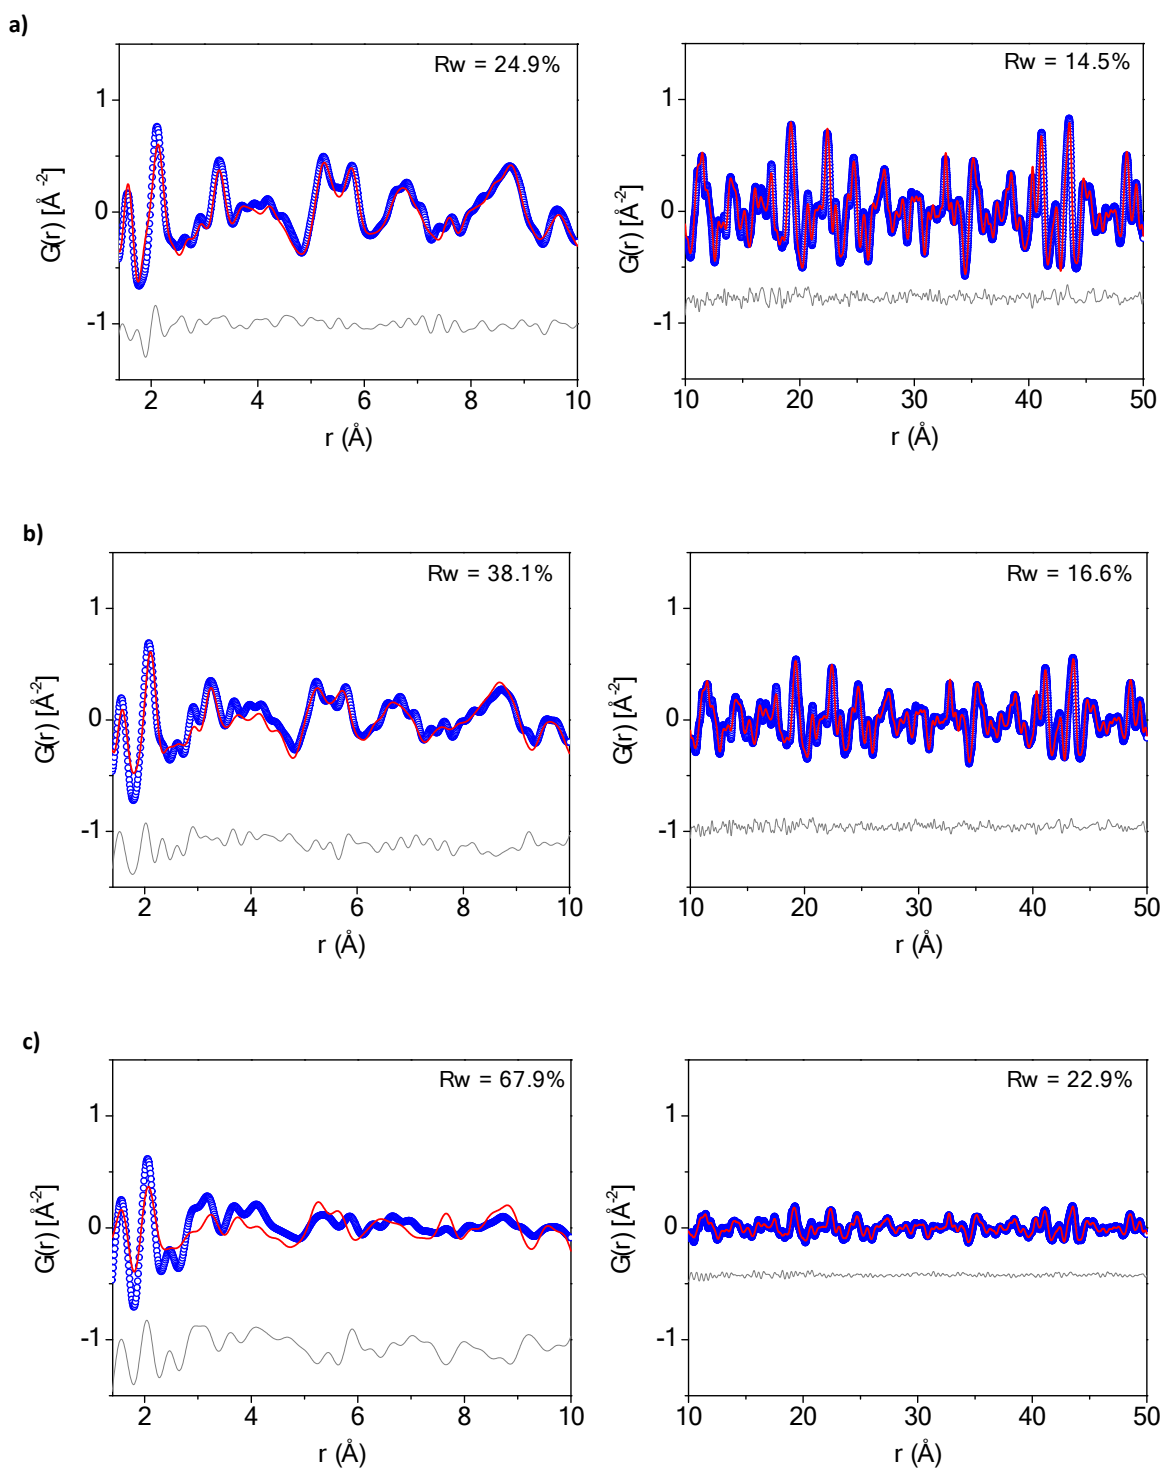 a)
Rw = 24.9%
1
0
-1
G(r) [Å⁻²]
2 4 6 8 10
r (Å)
Rw = 14.5%
1
0
-1
G(r) [Å⁻²]
10 20 30 40 50
r (Å)
b)
Rw = 38.1%
1
0
-1
G(r) [Å⁻²]
2 4 6 8 10
r (Å)
Rw = 16.6%
1
0
-1
G(r) [Å⁻²]
10 20 30 40 50
r (Å)
c)
Rw = 67.9%
1
0
-1
G(r) [Å⁻²]
2 4 6 8 10
r (Å)
Rw = 22.9%
1
0
-1
G(r) [Å⁻²]
10 20 30 40 50
r (Å)